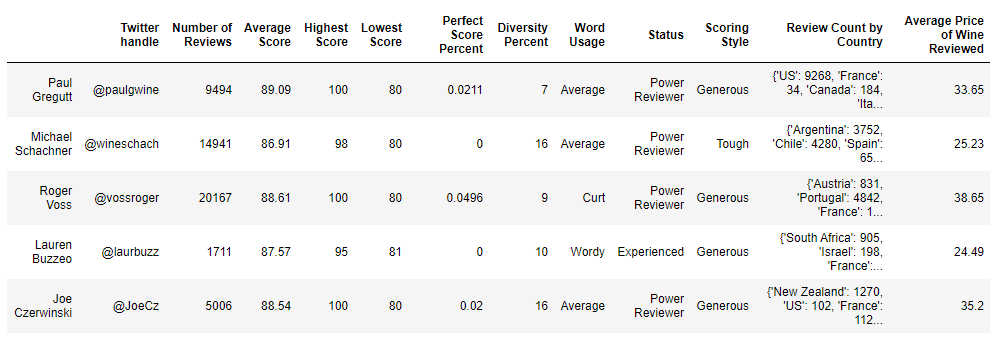 Twitter handle Number of Reviews Average Score Highest Score Lowest Score Perfect Score Percent Diversity Percent Word Usage Status Scoring Style Review Count by Country Average Price of Wine Reviewed
Paul Gregutt @paulgwine 9494 89.09 100 80 0.0211 7 Average Power Reviewer Generous {'US': 9268, 'France': 34, 'Canada': 184, 'Ita... 33.65
Michael Schachner @wineschach 14941 86.91 98 80 0 16 Average Power Reviewer Tough {'Argentina': 3752, 'Chile': 4280, 'Spain': 65... 25.23
Roger Voss @vossroger 20167 88.61 100 80 0.0496 9 Curt Power Reviewer Generous {'Austria': 831, 'Portugal': 4842, 'France': 1... 38.65
Lauren Buzzeo @laurbuzz 1711 87.57 95 81 0 10 Wordy Experienced Generous {'South Africa': 905, 'Israel': 198, 'France':... 24.49
Joe Czerwinski @JoeCz 5006 88.54 100 80 0.02 16 Average Power Reviewer Generous {'New Zealand': 1270, 'US': 102, 'France': 112... 35.2